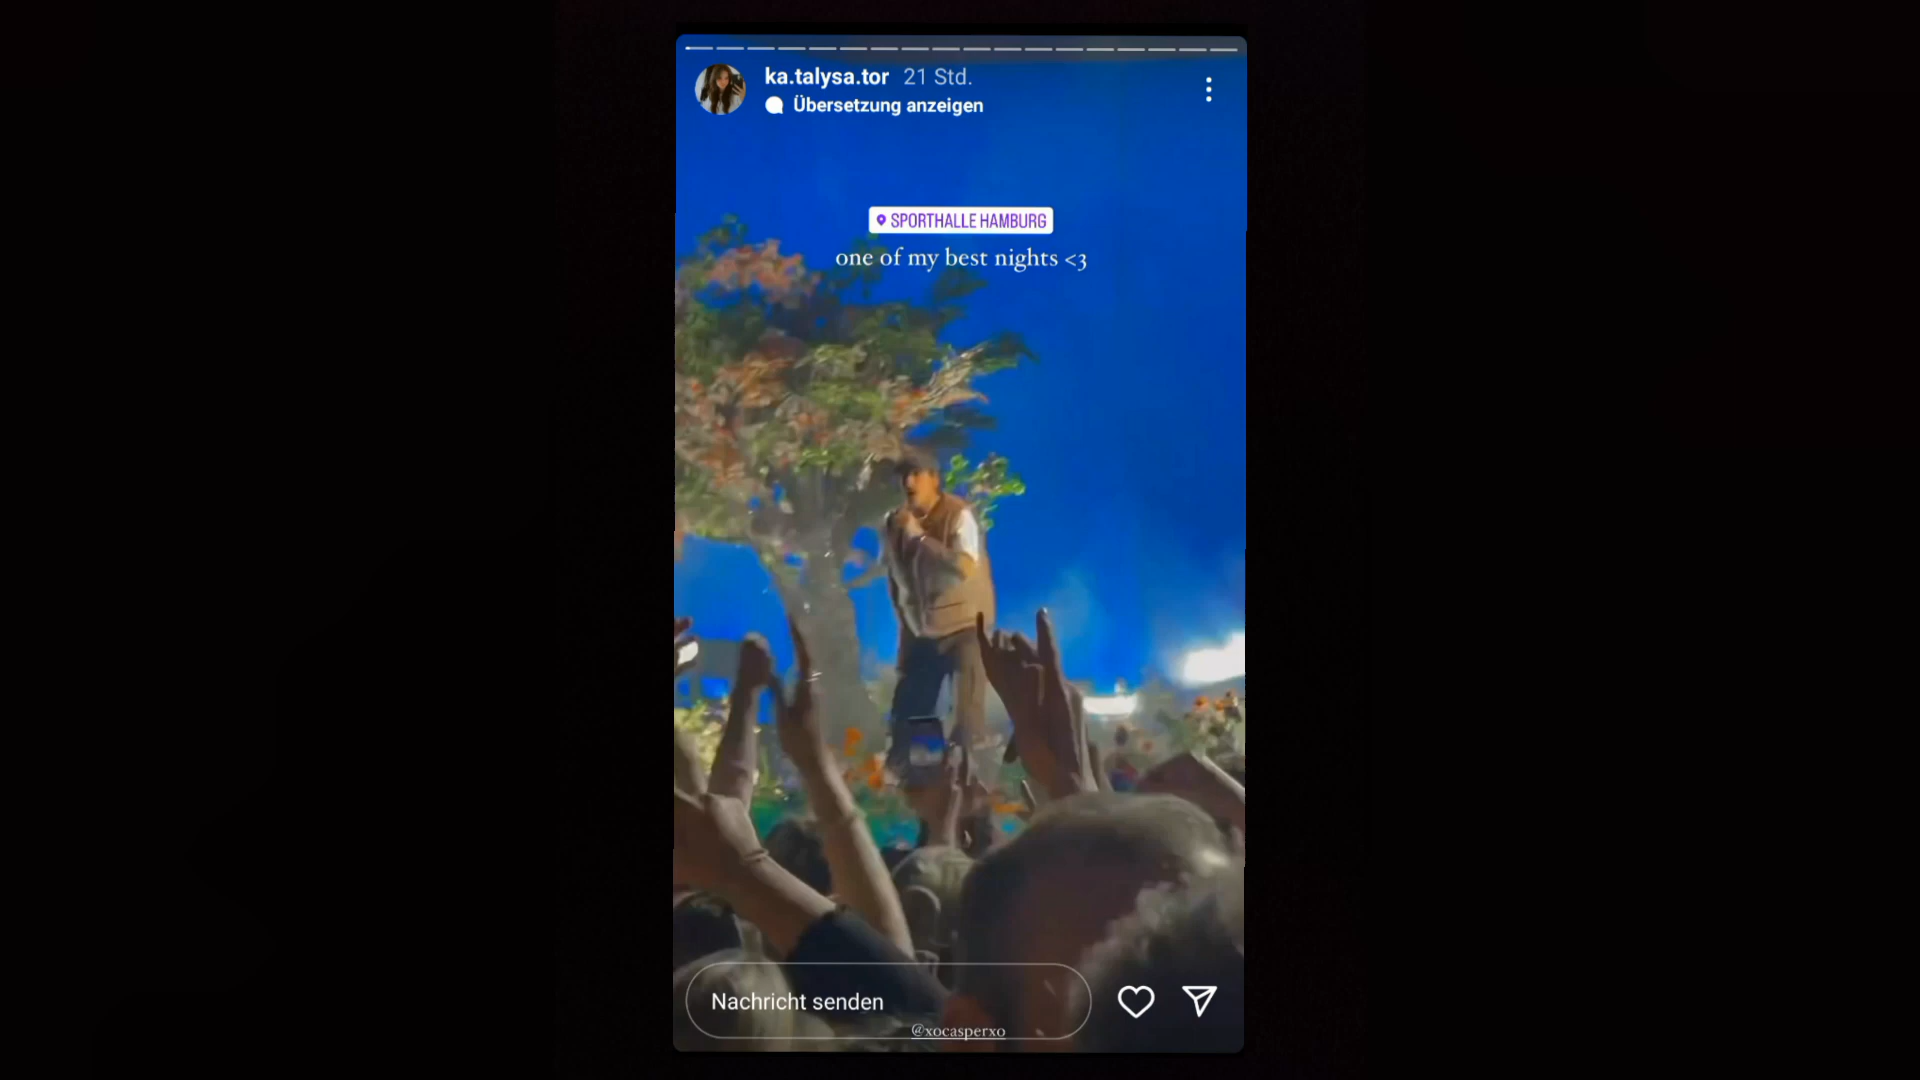 ka.talysa.tor 21 Std.
Übersetzung anzeigen
SPORTHALLE HAMBURG
one of my best nights <3
Nachricht senden
@xocasperxo